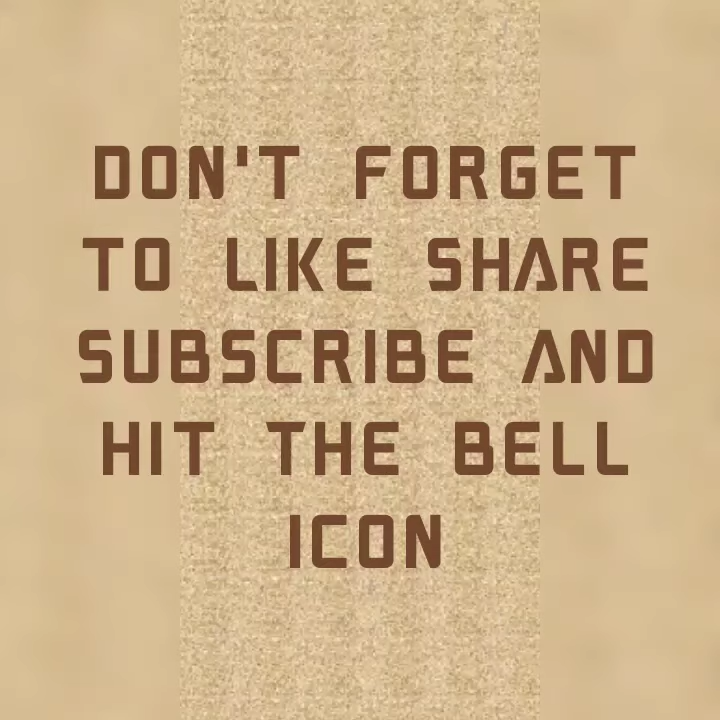 DON'T FORGET
TO LIKE SHARE
SUBSCRIBE AND
HIT THE BELL
ICON